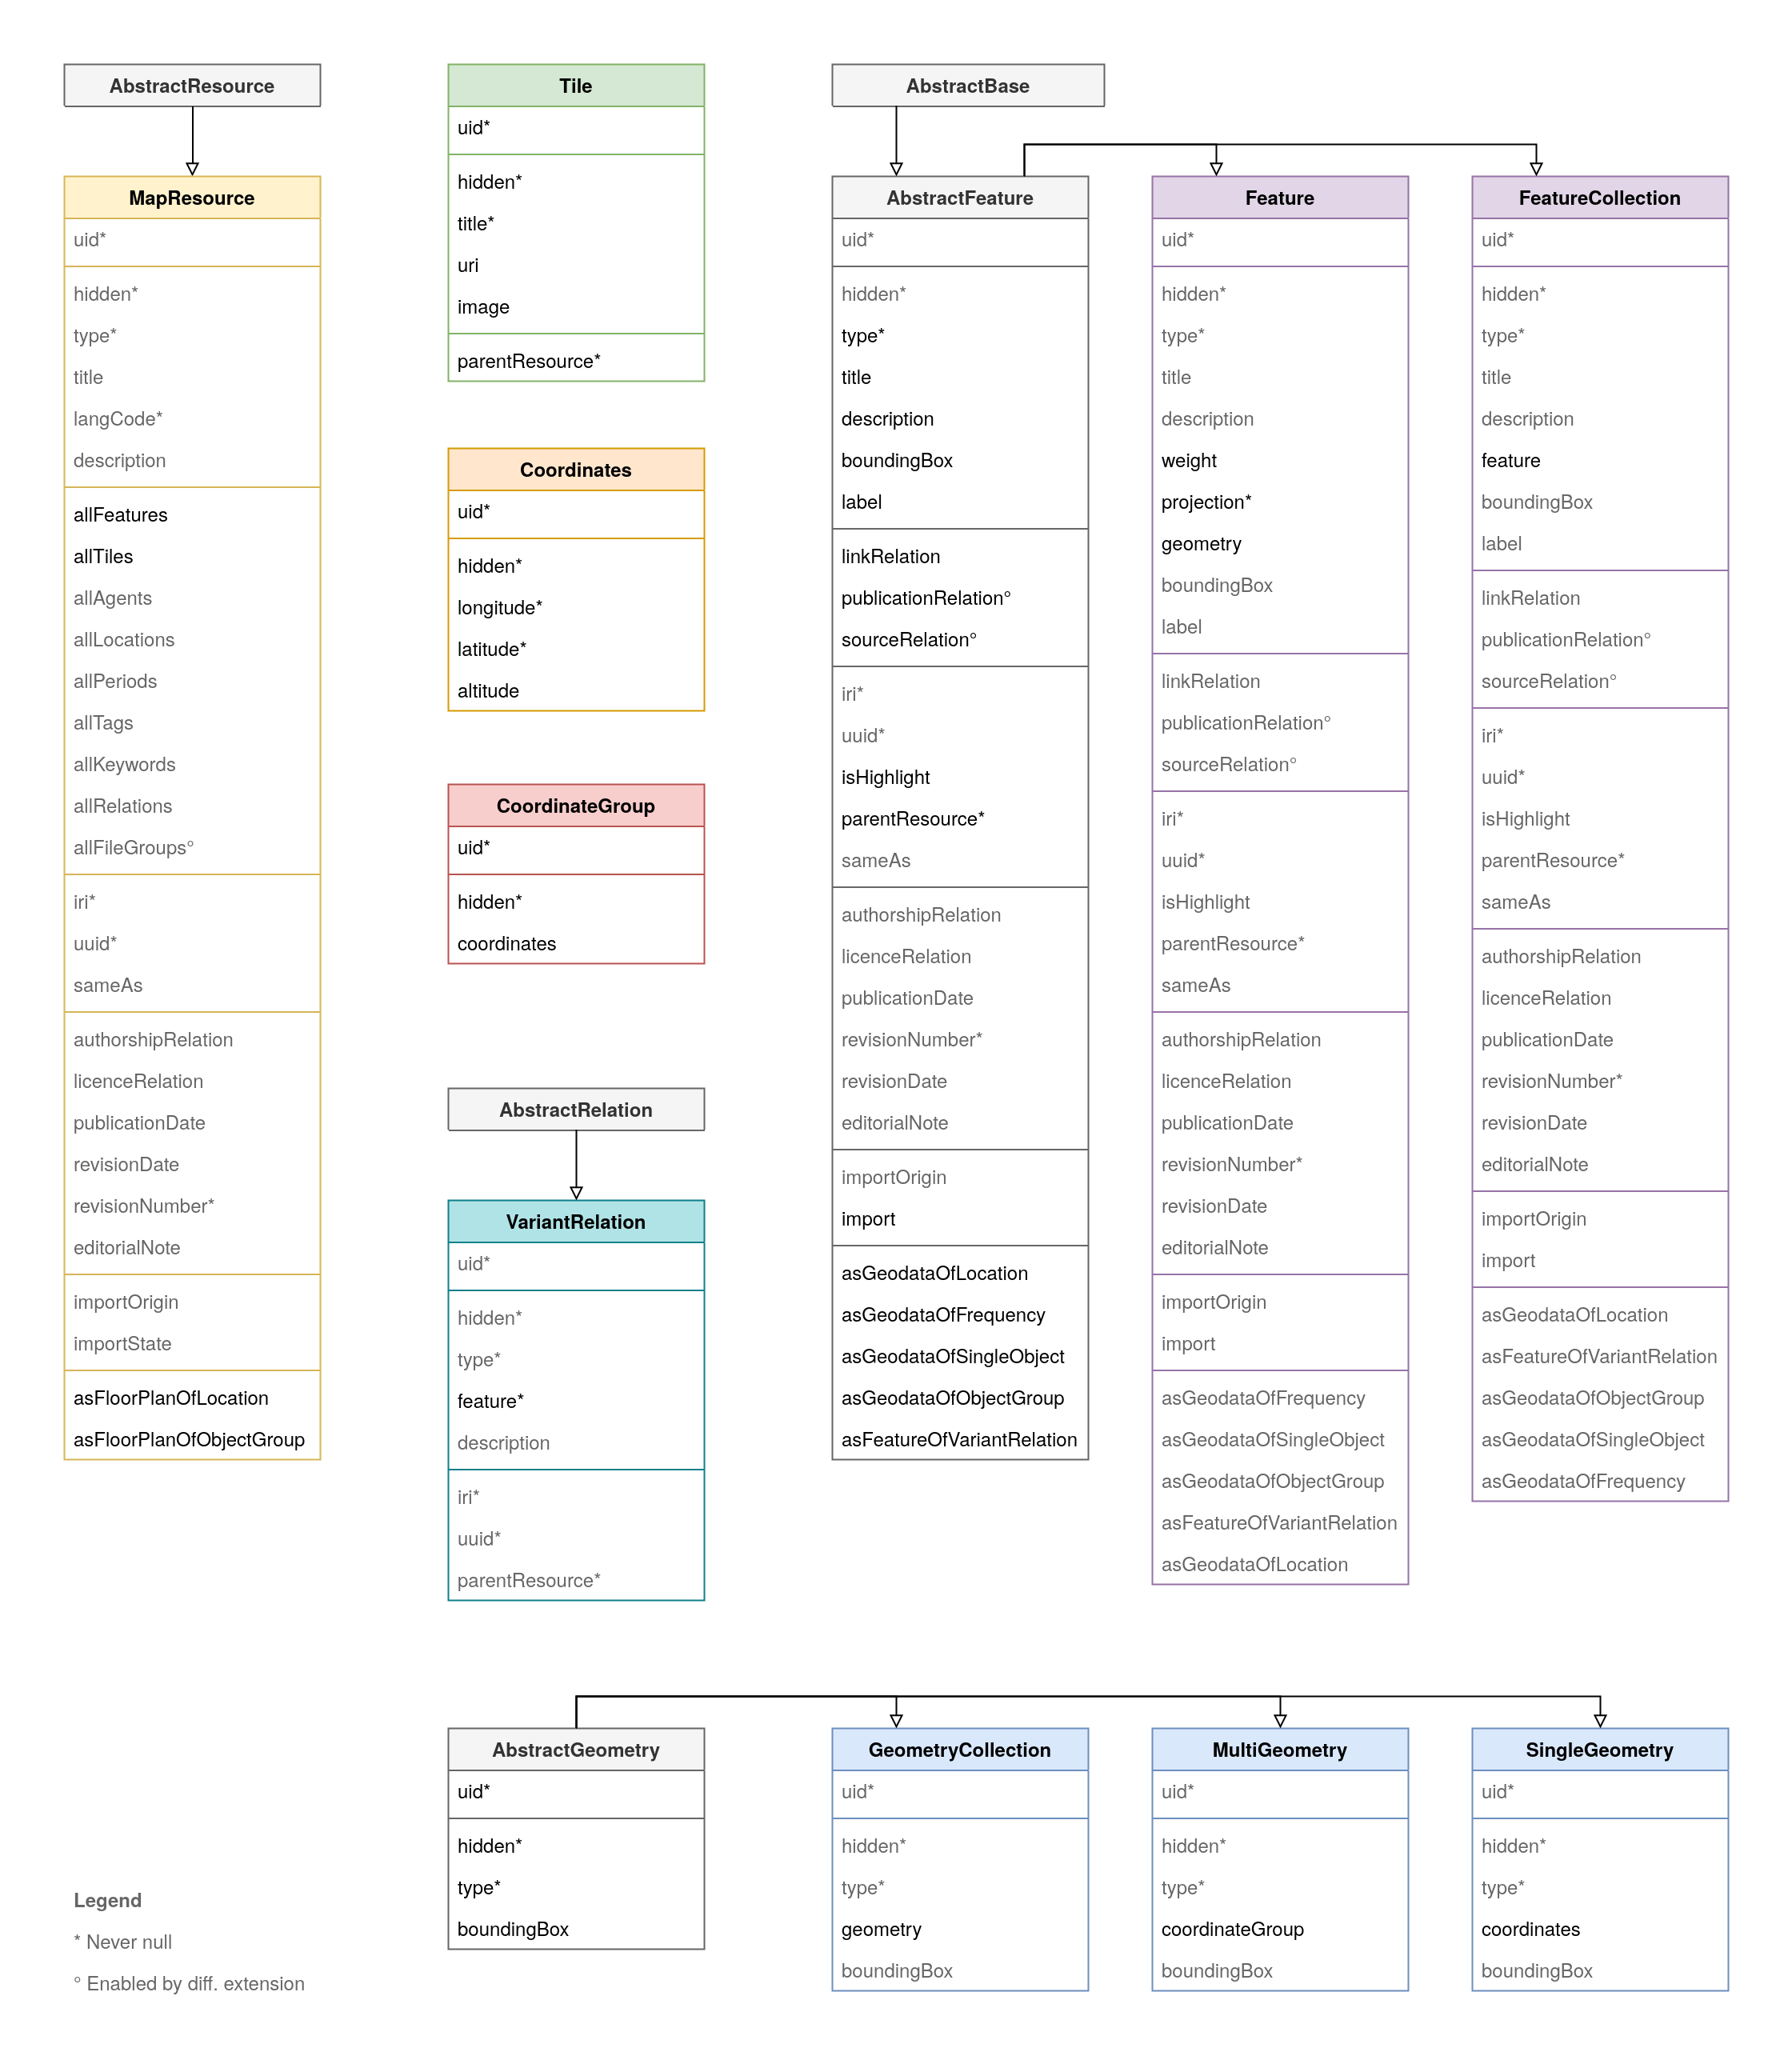 AbstractResource
MapResource
uid*
hidden*
type*
title
langCode*
description
allFeatures
allTiles
allAgents
allLocations
allPeriods
allTags
allKeywords
allRelations
allFileGroups°
iri*
uuid*
sameAs
authorshipRelation
licenceRelation
publicationDate
revisionDate
revisionNumber*
editorialNote
importOrigin
importState
asFloorPlanOfLocation
asFloorPlanOfObjectGroup
Tile
uid*
hidden*
title*
uri
image
parentResource*
Coordinates
uid*
hidden*
longitude*
latitude*
altitude
CoordinateGroup
uid*
hidden*
coordinates
AbstractRelation
VariantRelation
uid*
hidden*
type*
feature*
description
iri*
uuid*
parentResource*
AbstractBase
AbstractFeature
uid*
hidden*
type*
title
description
boundingBox
label
linkRelation
publicationRelation°
sourceRelation°
iri*
uuid*
isHighlight
parentResource*
sameAs
authorshipRelation
licenceRelation
publicationDate
revisionNumber*
revisionDate
editorialNote
importOrigin
import
asGeodataOfLocation
asGeodataOfFrequency
asGeodataOfSingleObject
asGeodataOfObjectGroup
asFeatureOfVariantRelation
Feature
uid*
hidden*
type*
title
description
weight
projection*
geometry
boundingBox
label
linkRelation
publicationRelation°
sourceRelation°
iri*
uuid*
isHighlight
parentResource*
sameAs
authorshipRelation
licenceRelation
publicationDate
revisionNumber*
revisionDate
editorialNote
importOrigin
import
asGeodataOfFrequency
asGeodataOfSingleObject
asGeodataOfObjectGroup
asFeatureOfVariantRelation
asGeodataOfLocation
FeatureCollection
uid*
hidden*
type*
title
description
feature
boundingBox
label
linkRelation
publicationRelation°
sourceRelation°
iri*
uuid*
isHighlight
parentResource*
sameAs
authorshipRelation
licenceRelation
publicationDate
revisionNumber*
revisionDate
editorialNote
importOrigin
import
asGeodataOfLocation
asFeatureOfVariantRelation
asGeodataOfObjectGroup
asGeodataOfSingleObject
asGeodataOfFrequency
AbstractGeometry
uid*
hidden*
type*
boundingBox
GeometryCollection
uid*
hidden*
type*
geometry
boundingBox
MultiGeometry
uid*
hidden*
type*
coordinateGroup
boundingBox
SingleGeometry
uid*
hidden*
type*
coordinates
boundingBox
Legend
* Never null
° Enabled by diff. extension